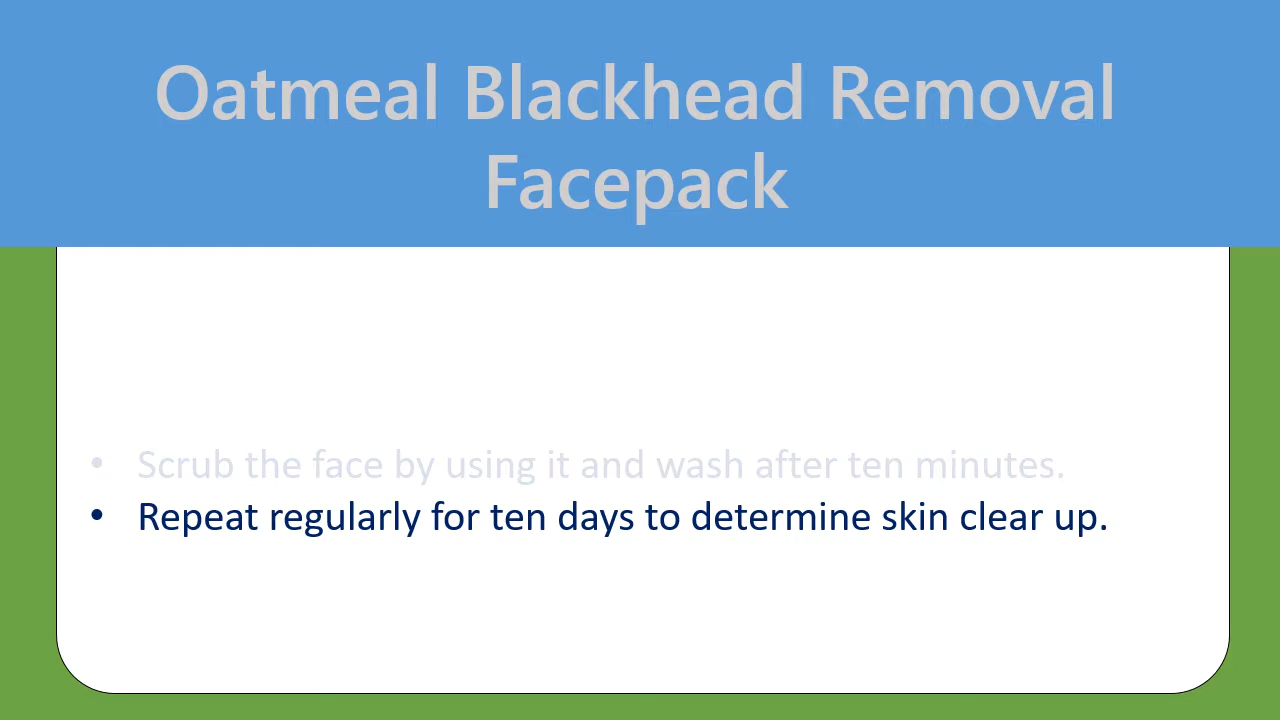 Oatmeal Blackhead Removal
Facepack
• Scrub the face by using it and wash after ten minutes.
• Repeat regularly for ten days to determine skin clear up.